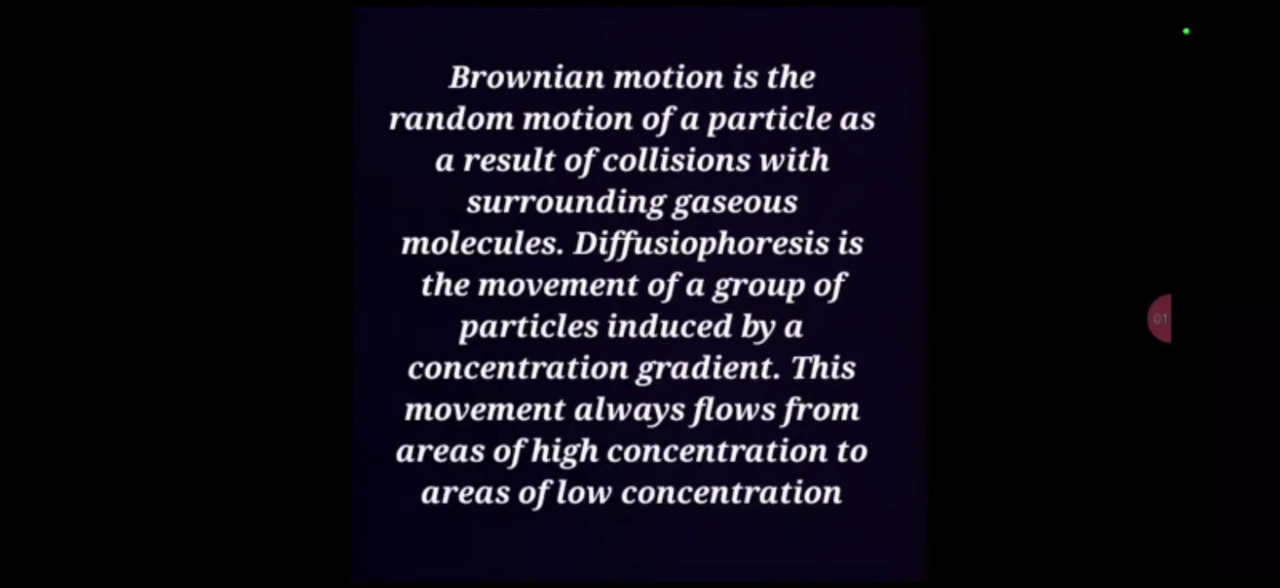 Brownian motion is the
random motion of a particle as
a result of collisions with
surrounding gaseous
molecules. Diffusiophoresis is
the movement of a group of
particles induced by a
concentration gradient. This
movement always flows from
areas of high concentration to
areas of low concentration
01